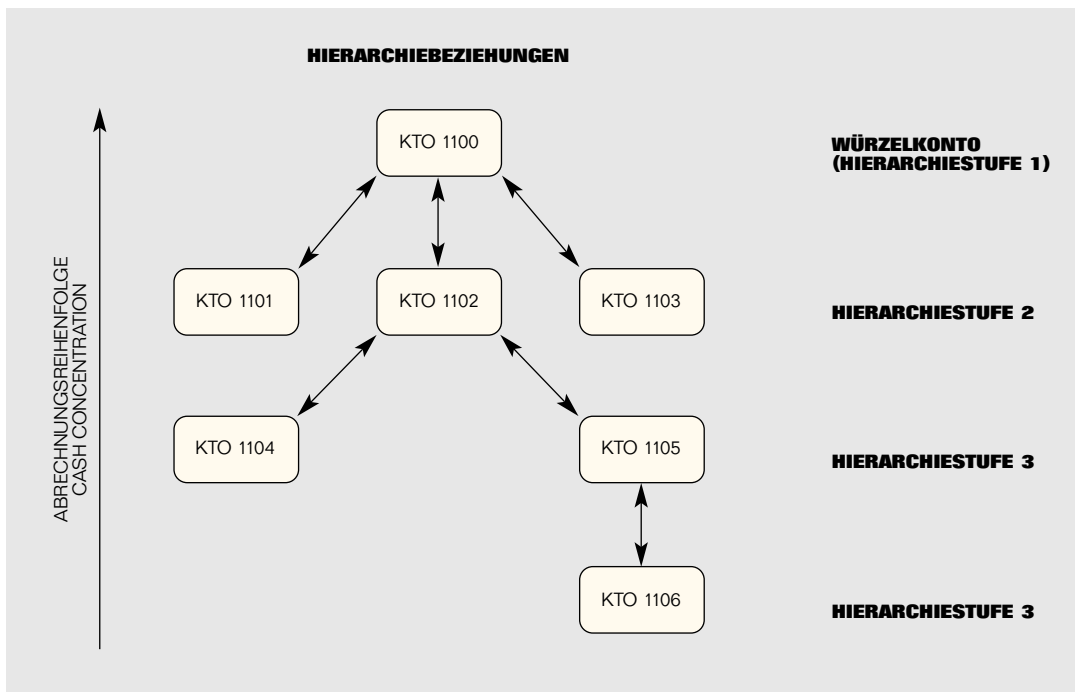 HIERARCHIEBEZIEHUNGEN
KTO 1100
WÜRZELKONTO
(HIERARCHIESTUFE 1)
ABRECHNUNGSREIHENFOLGE
CASH CONCENTRATION
KTO 1101
KTO 1102
KTO 1103
HIERARCHIESTUFE 2
KTO 1104
KTO 1105
HIERARCHIESTUFE 3
KTO 1106
HIERARCHIESTUFE 3